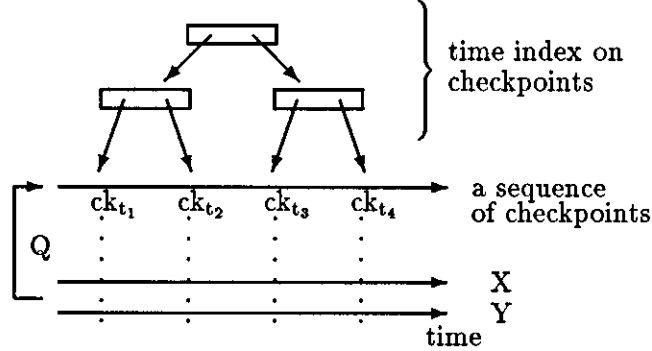 time index on
checkpoints
a sequence
of checkpoints
ck_{t_1} ck_{t_2} ck_{t_3} ck_{t_4}
Q
X
Y
time